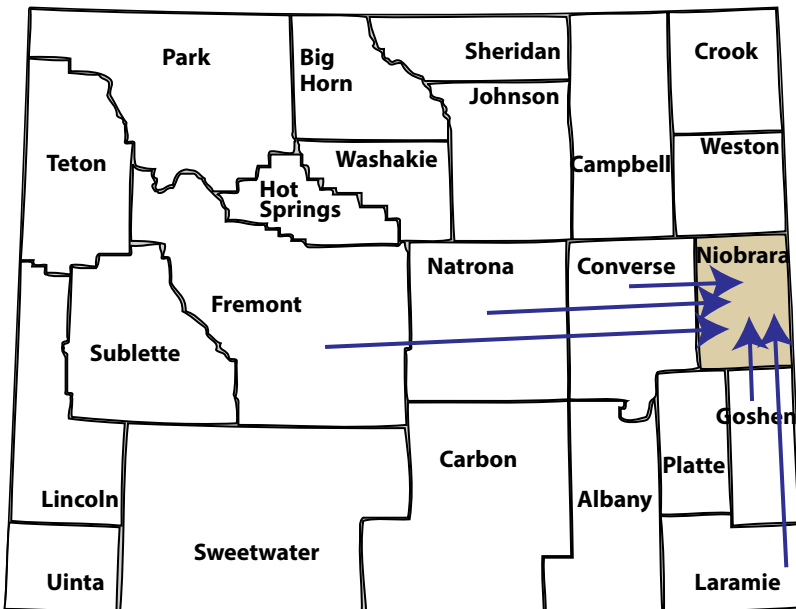 Park
Big
Horn
Sheridan
Crook
Johnson
Teton
Washakie
Campbell
Weston
Hot
Springs
Natrona
Converse
Niobrara
Fremont
Sublette
Goshen
Carbon
Platte
Lincoln
Albany
Sweetwater
Uinta
Laramie